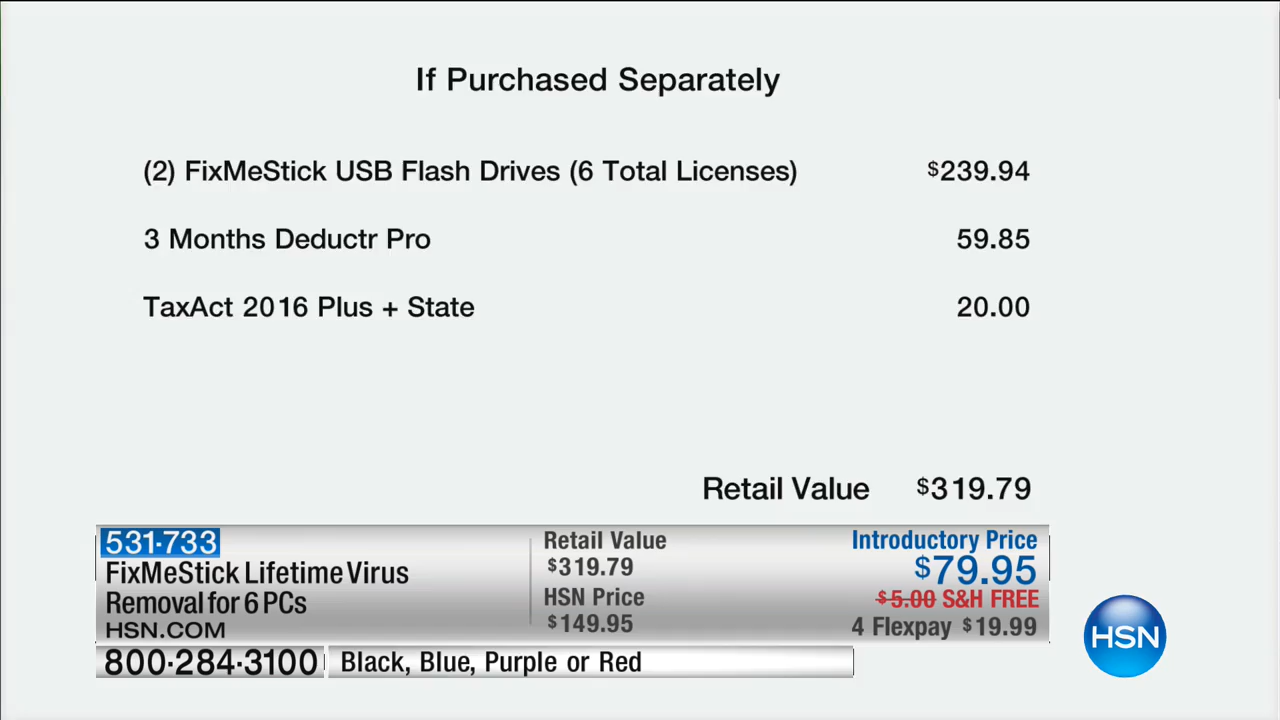 If Purchased Separately
(2) FixMeStick USB Flash Drives (6 Total Licenses) $239.94
3 Months Deductr Pro 59.85
TaxAct 2016 Plus + State 20.00
Retail Value $319.79
531·733
FixMeStick Lifetime Virus
Removal for 6 PCs
HSN.COM
Retail Value
$319.79
HSN Price
$149.95
Introductory Price
$79.95
$5.00 S&H FREE
4 Flexpay $19.99
HSN
800·284·3100
Black, Blue, Purple or Red